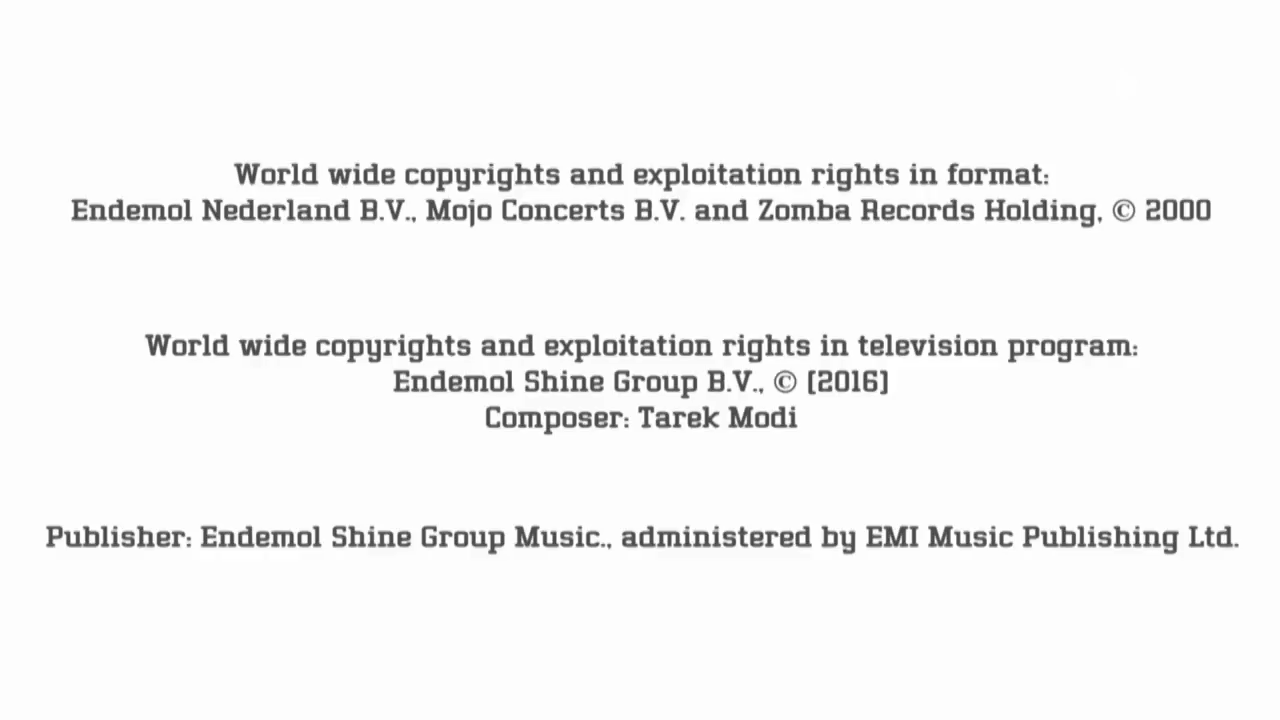 World wide copyrights and exploitation rights in format:
Endemol Nederland B.V., Mojo Concerts B.V. and Zomba Records Holding, © 2000
World wide copyrights and exploitation rights in television program:
Endemol Shine Group B.V., © [2016]
Composer: Tarek Modi
Publisher: Endemol Shine Group Music., administered by EMI Music Publishing Ltd.